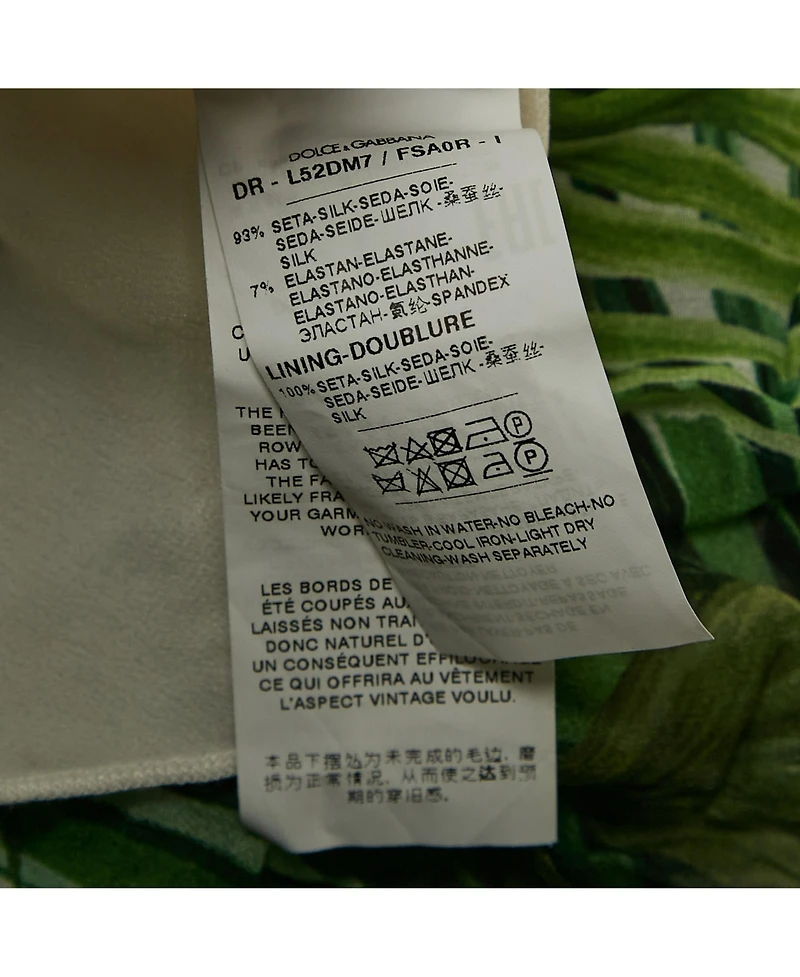 DOLCE & GABBANA
DR - L52DM7 / FSA0R - 1
93% SETA-SILK-SEDA-SOIE-
SEDA-SEIDE-ШЕЛК-桑蚕丝-
SILK
7% ELASTAN-ELASTANE-
ELASTANO-ELASTHANNE-
ELASTANO-ELASTHAN-
ЭЛАСТАН-氨纶-SPANDEX
LINING-DOUBLURE
100% SETA-SILK-SEDA-SOIE-
SEDA-SEIDE-ШЕЛК-桑蚕丝-
SILK
P
P
NO WASH IN WATER-NO BLEACH-NO
TUMBLER-COOL IRON-LIGHT DRY
CLEANING-WASH SEPARATELY
THE
BEEN
ROW
HAS TO
THE FA
LIKELY FRA
YOUR GARM
WOR
LES BORDS DE
ÉTÉ COUPÉS AU
LAISSÉS NON TRAI
DONC NATUREL D'
UN CONSÉQUENT EFFILOCHAGE
CE QUI OFFRIRA AU VÊTEMENT
L'ASPECT VINTAGE VOULU.
本品下摆处为未完成的毛边，磨
损为正常情况，从而使之达到预
期的穿旧感。